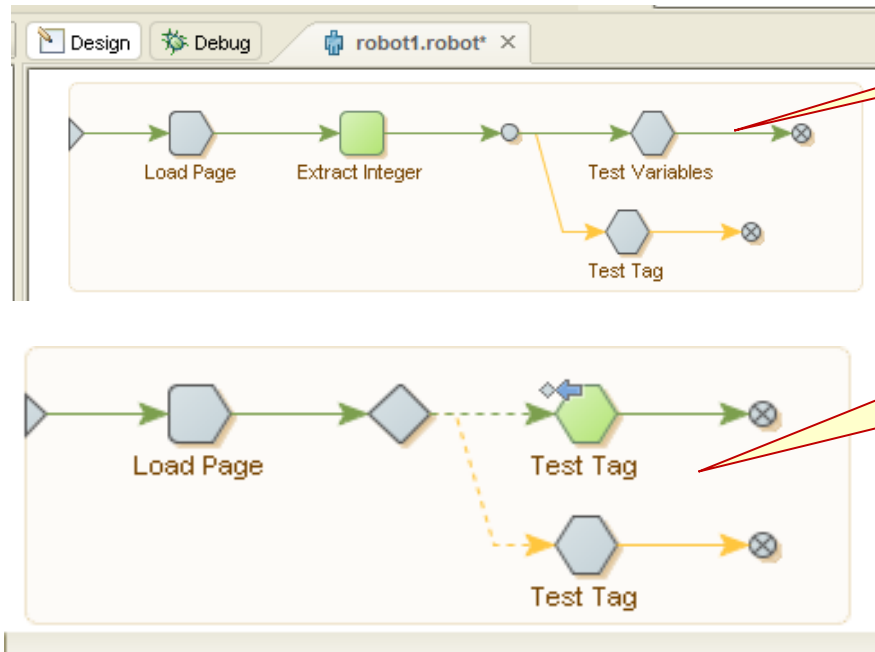 Design Debug robot1.robot*
Load Page Extract Integer Test Variables
Test Tag
Load Page Test Tag
Test Tag